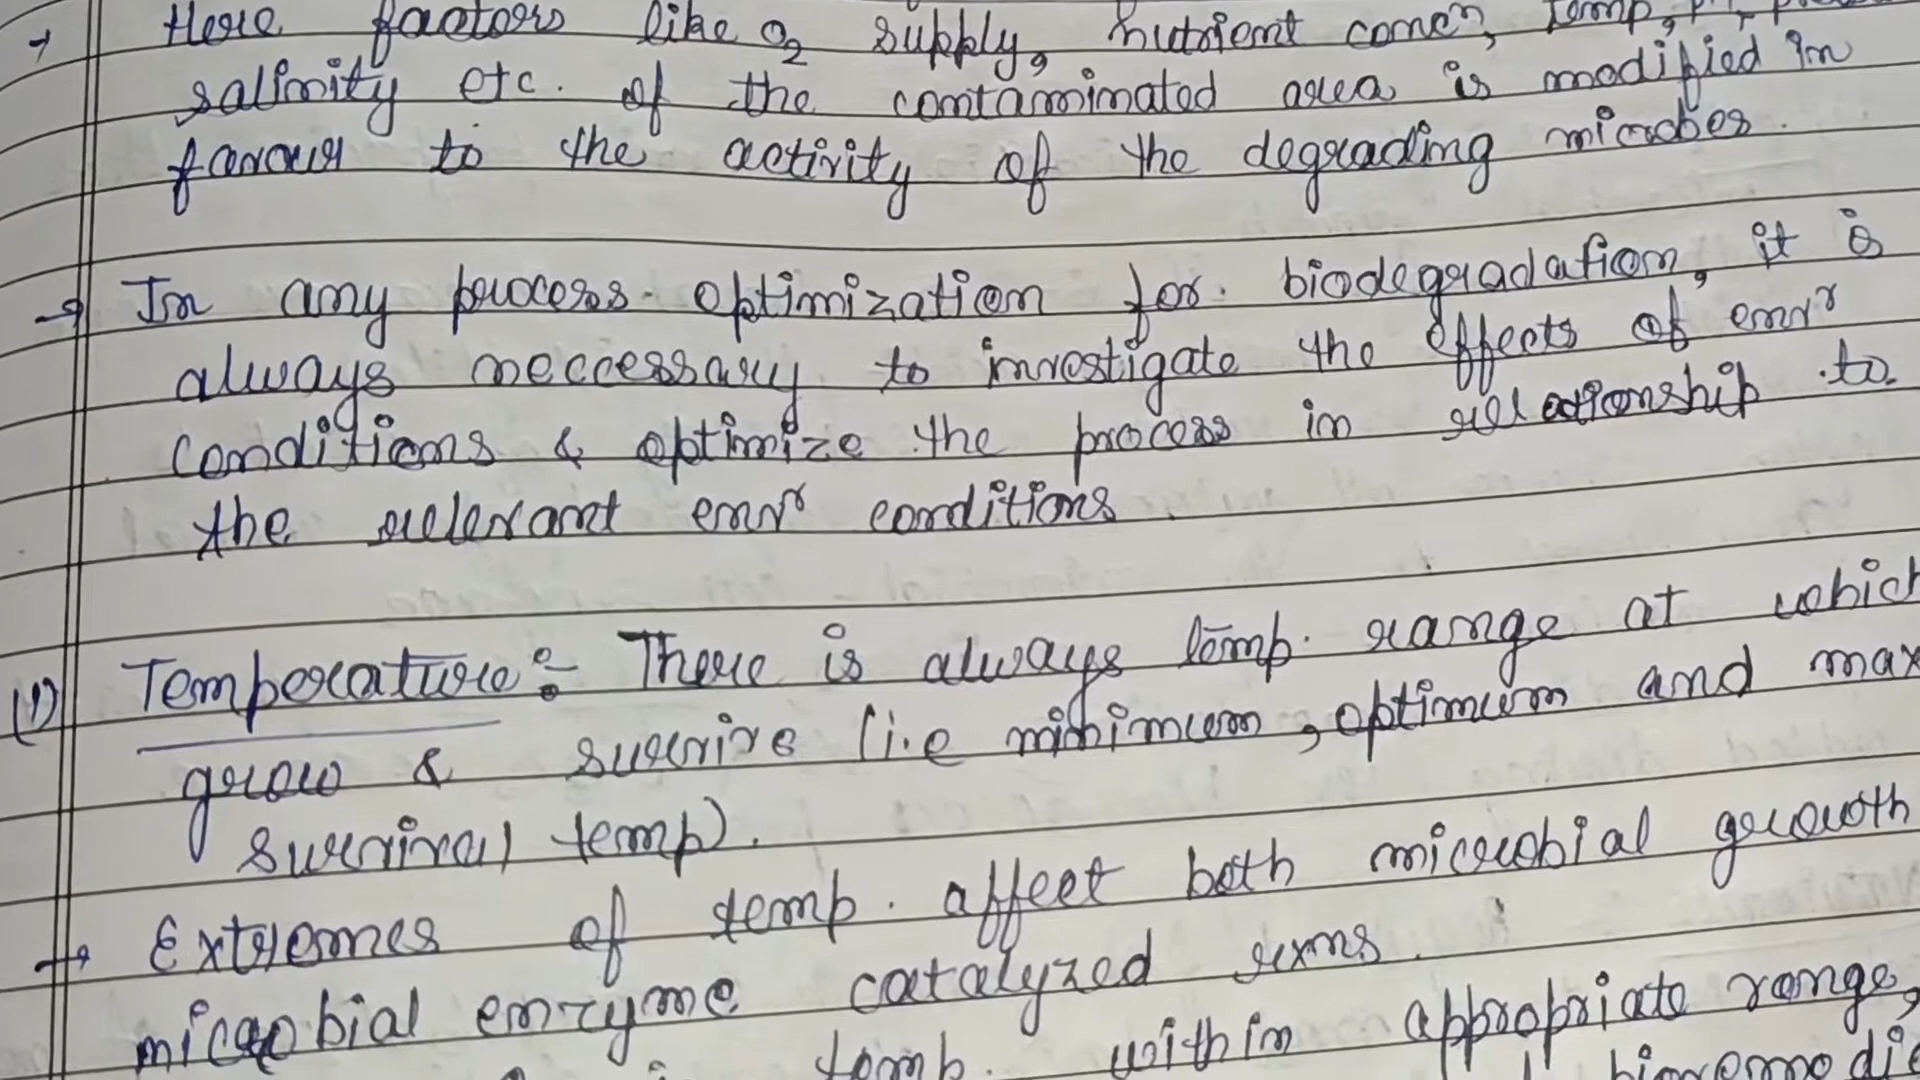 → Here factors like O2 supply, nutrient concn, temp, pH,
salinity etc. of the contaminated area is modified in
favour to the activity of the degrading microbes.
→ In any process optimization for biodegradation, it is
always neccessary to investigate the effects of envr
conditions & optimize the process in relationship to
the relevant envr conditions.
(1) Temperature :- There is always temp. range at which
grow & survive (i.e minimum, optimum and max
survival temp).
→ Extremes of temp. affect both microbial growth
microbial enzyme catalyzed rxns.
temp. within appropriate range,